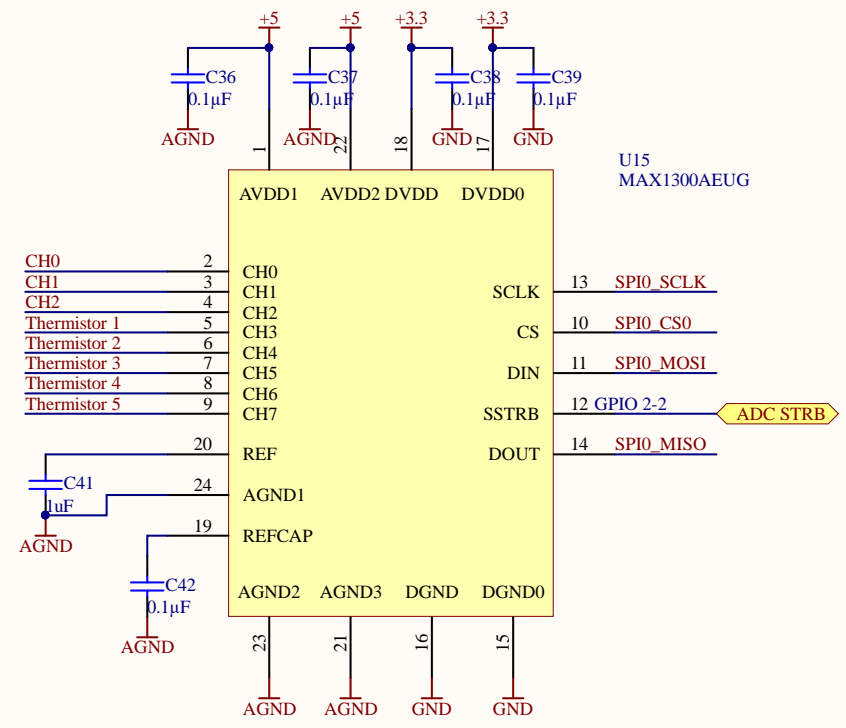 +5 +5 +3.3 +3.3
C36 C37 C38 C39
0.1µF 0.1µF 0.1µF 0.1µF
AGND AGND GND GND
1 22 18 17
U15
MAX1300AEUG
AVDD1 AVDD2 DVDD DVDD0
CH0 2 CH0
CH1 3 CH1
CH2 4 CH2
Thermistor 1 5 CH3
Thermistor 2 6 CH4
Thermistor 3 7 CH5
Thermistor 4 8 CH6
Thermistor 5 9 CH7
SCLK 13 SPI0_SCLK
CS 10 SPI0_CS0
DIN 11 SPI0_MOSI
SSTRB 12 GPIO 2-2 ADC STRB
DOUT 14 SPI0_MISO
20 REF
C41
1uF
AGND
24 AGND1
19 REFCAP
C42
0.1µF
AGND
AGND2 AGND3 DGND DGND0
23 21 16 15
AGND AGND GND GND